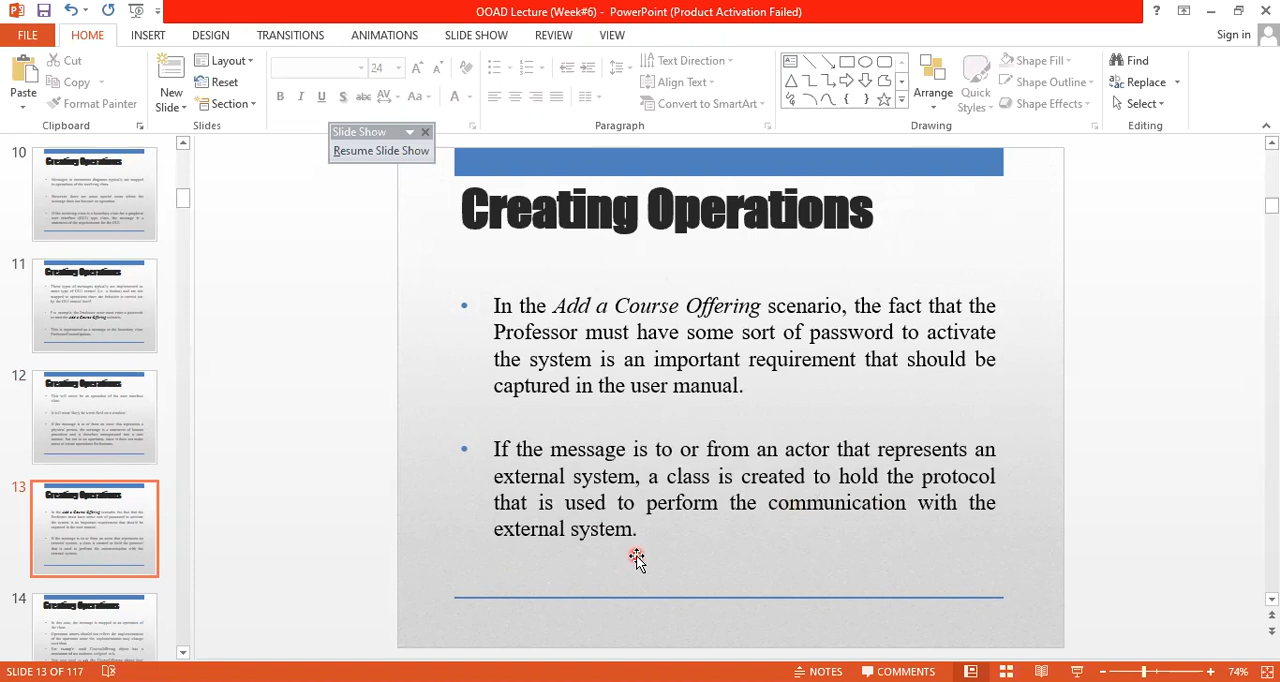 OOAD Lecture (Week#6) - PowerPoint (Product Activation Failed)
FILE HOME INSERT DESIGN TRANSITIONS ANIMATIONS SLIDE SHOW REVIEW VIEW Sign in
Paste
Cut
Copy
Format Painter
Clipboard
New Slide
Layout
Reset
Section
Slides
24
B I U S abc AV Aa A
Paragraph
Text Direction
Align Text
Convert to SmartArt
Arrange
Quick Styles
Shape Fill
Shape Outline
Shape Effects
Drawing
Find
Replace
Select
Editing
Slide Show
Resume Slide Show
10
Creating Operations
11
Creating Operations
12
Creating Operations
13
Creating Operations
14
Creating Operations
Creating Operations
• In the Add a Course Offering scenario, the fact that the
Professor must have some sort of password to activate
the system is an important requirement that should be
captured in the user manual.
• If the message is to or from an actor that represents an
external system, a class is created to hold the protocol
that is used to perform the communication with the
external system.
SLIDE 13 OF 117
NOTES
COMMENTS
74%